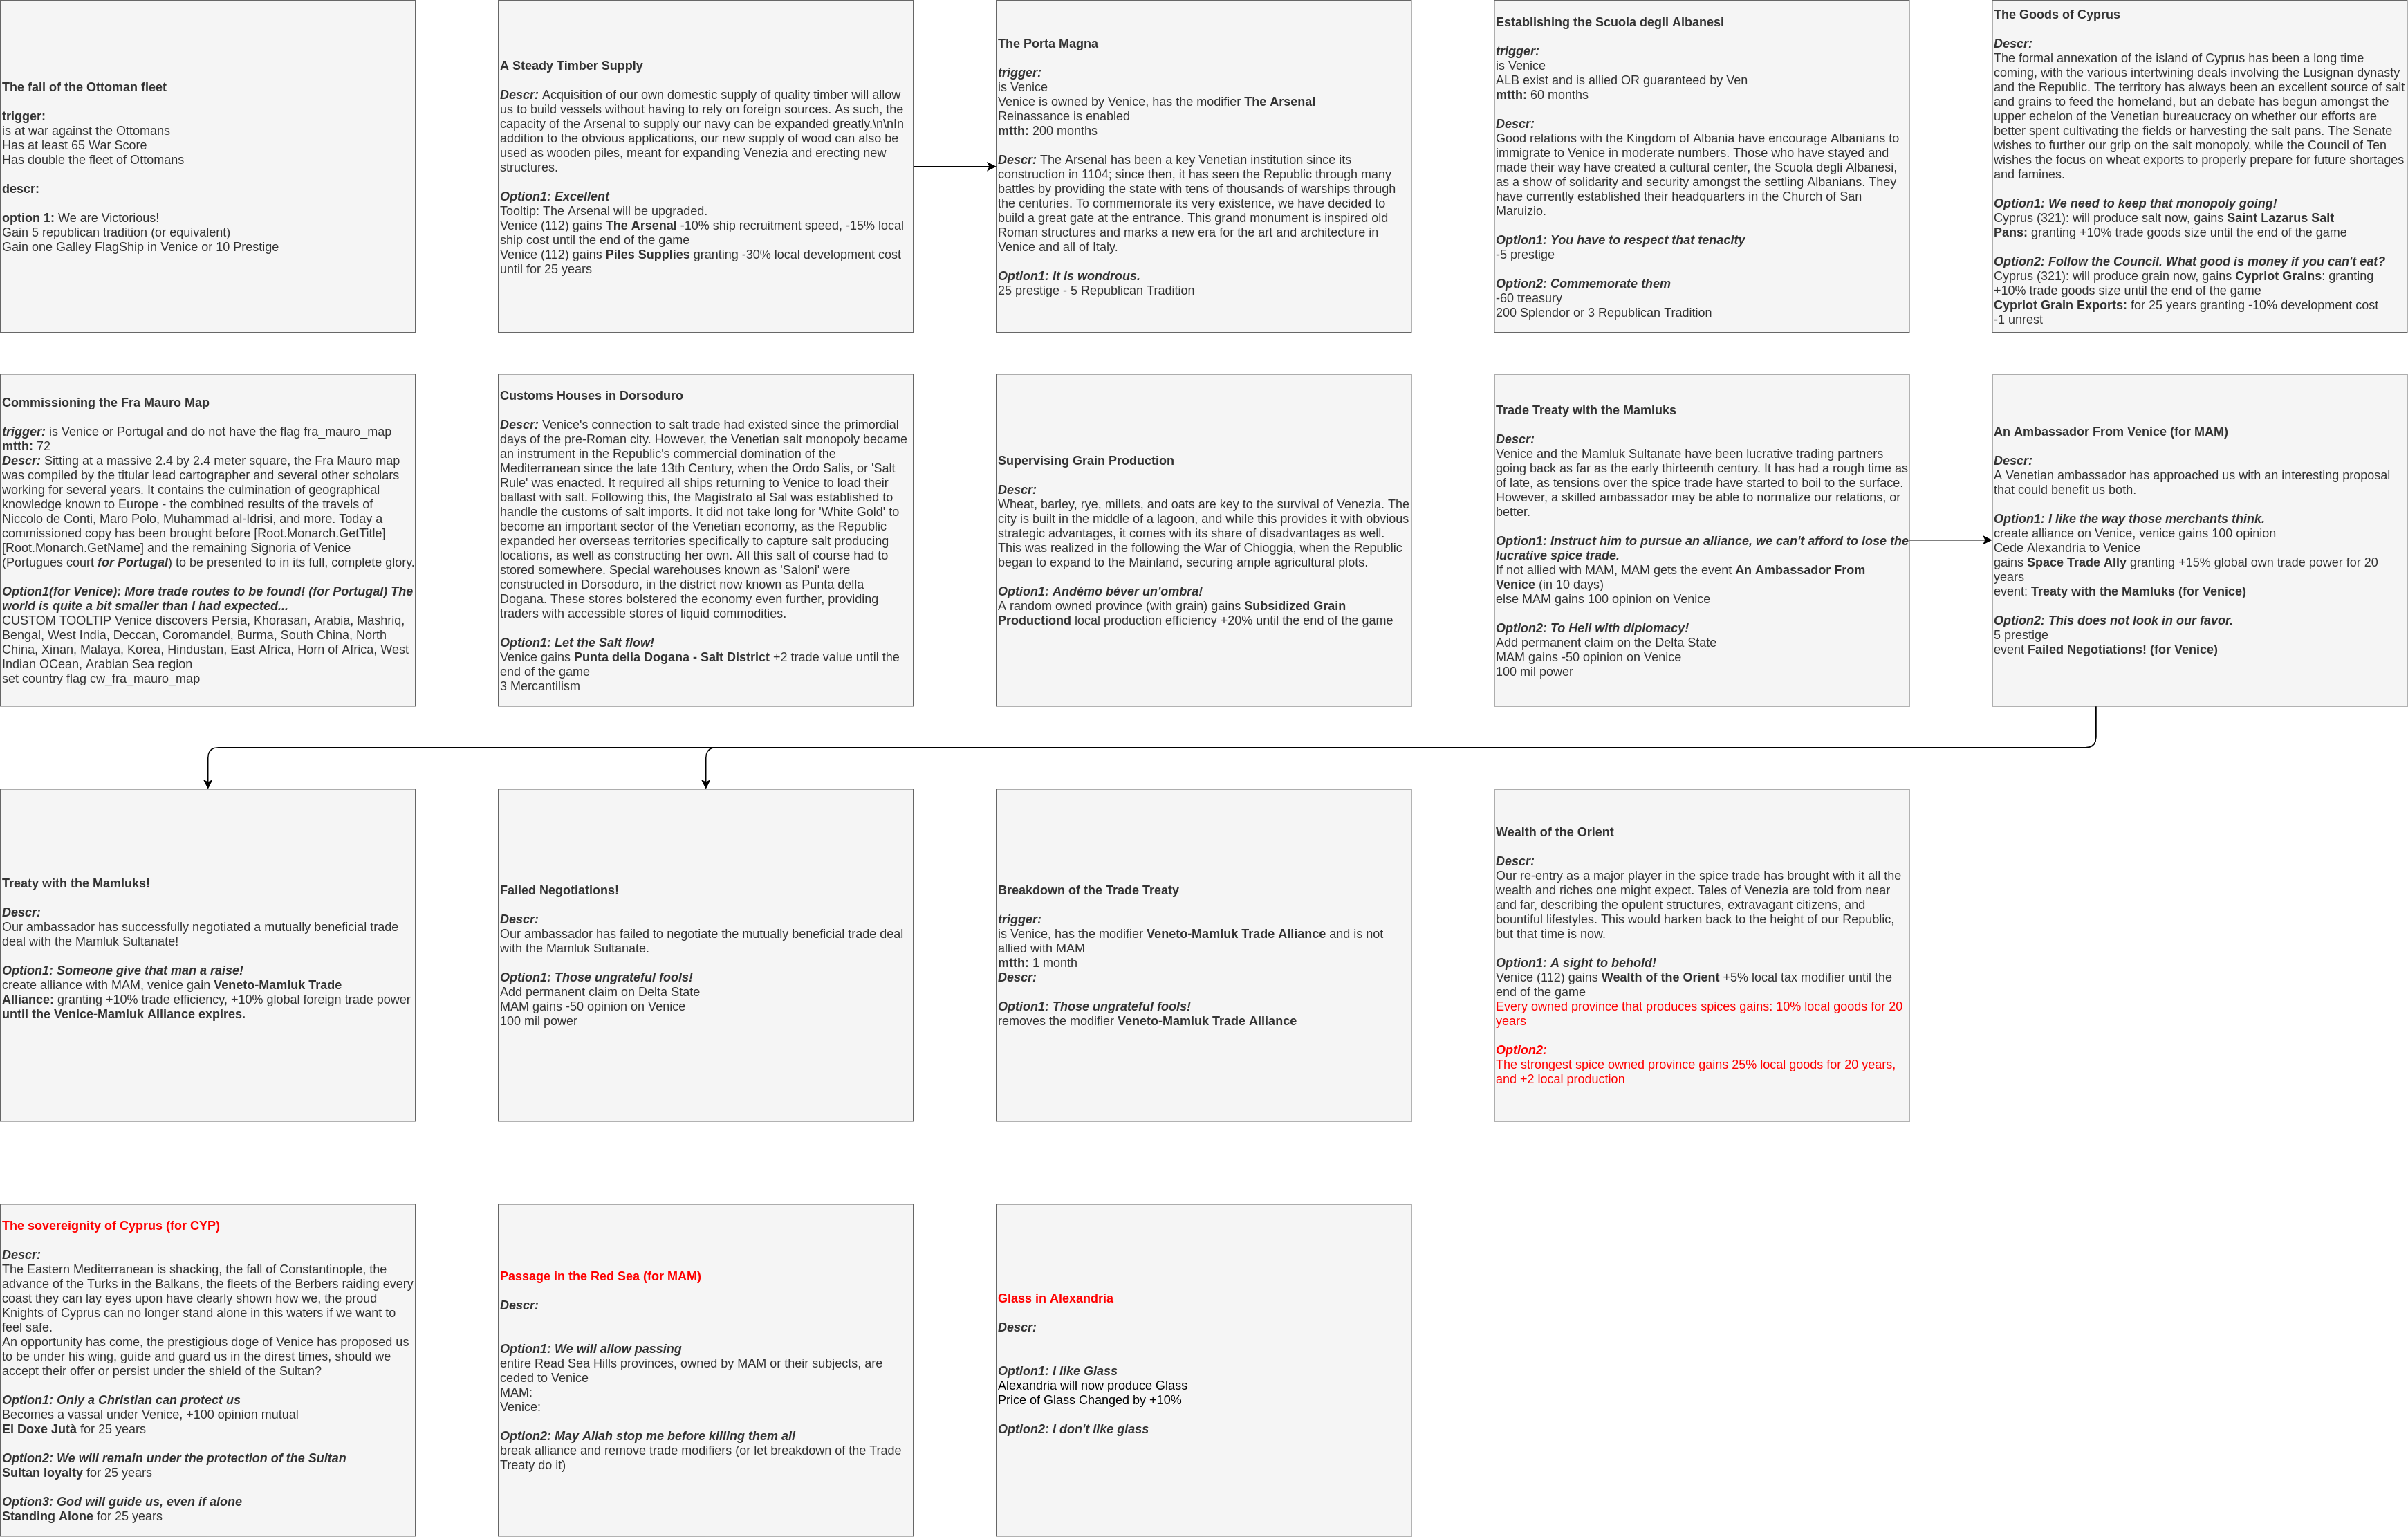 The fall of the Ottoman fleet
trigger:
is at war against the Ottomans
Has at least 65 War Score
Has double the fleet of Ottomans
descr:
option 1: We are Victorious!
Gain 5 republican tradition (or equivalent)
Gain one Galley FlagShip in Venice or 10 Prestige
A Steady Timber Supply
Descr: Acquisition of our own domestic supply of quality timber will allow
us to build vessels without having to rely on foreign sources. As such, the
capacity of the Arsenal to supply our navy can be expanded greatly.\n\nIn
addition to the obvious applications, our new supply of wood can also be
used as wooden piles, meant for expanding Venezia and erecting new
structures.
Option1: Excellent
Tooltip: The Arsenal will be upgraded.
Venice (112) gains The Arsenal -10% ship recruitment speed, -15% local
ship cost until the end of the game
Venice (112) gains Piles Supplies granting -30% local development cost
until for 25 years
The Porta Magna
trigger:
is Venice
Venice is owned by Venice, has the modifier The Arsenal
Reinassance is enabled
mtth: 200 months
Descr: The Arsenal has been a key Venetian institution since its
construction in 1104; since then, it has seen the Republic through many
battles by providing the state with tens of thousands of warships through
the centuries. To commemorate its very existence, we have decided to
build a great gate at the entrance. This grand monument is inspired old
Roman structures and marks a new era for the art and architecture in
Venice and all of Italy.
Option1: It is wondrous.
25 prestige - 5 Republican Tradition
Establishing the Scuola degli Albanesi
trigger:
is Venice
ALB exist and is allied OR guaranteed by Ven
mtth: 60 months
Descr:
Good relations with the Kingdom of Albania have encourage Albanians to
immigrate to Venice in moderate numbers. Those who have stayed and
made their way have created a cultural center, the Scuola degli Albanesi,
as a show of solidarity and security amongst the settling Albanians. They
have currently established their headquarters in the Church of San
Maruizio.
Option1: You have to respect that tenacity
-5 prestige
Option2: Commemorate them
-60 treasury
200 Splendor or 3 Republican Tradition
The Goods of Cyprus
Descr:
The formal annexation of the island of Cyprus has been a long time
coming, with the various intertwining deals involving the Lusignan dynasty
and the Republic. The territory has always been an excellent source of salt
and grains to feed the homeland, but an debate has begun amongst the
upper echelon of the Venetian bureaucracy on whether our efforts are
better spent cultivating the fields or harvesting the salt pans. The Senate
wishes to further our grip on the salt monopoly, while the Council of Ten
wishes the focus on wheat exports to properly prepare for future shortages
and famines.
Option1: We need to keep that monopoly going!
Cyprus (321): will produce salt now, gains Saint Lazarus Salt
Pans: granting +10% trade goods size until the end of the game
Option2: Follow the Council. What good is money if you can't eat?
Cyprus (321): will produce grain now, gains Cypriot Grains: granting
+10% trade goods size until the end of the game
Cypriot Grain Exports: for 25 years granting -10% development cost
-1 unrest
Commissioning the Fra Mauro Map
trigger: is Venice or Portugal and do not have the flag fra_mauro_map
mtth: 72
Descr: Sitting at a massive 2.4 by 2.4 meter square, the Fra Mauro map
was compiled by the titular lead cartographer and several other scholars
working for several years. It contains the culmination of geographical
knowledge known to Europe - the combined results of the travels of
Niccolo de Conti, Maro Polo, Muhammad al-Idrisi, and more. Today a
commissioned copy has been brought before [Root.Monarch.GetTitle]
[Root.Monarch.GetName] and the remaining Signoria of Venice
(Portugues court for Portugal) to be presented to in its full, complete glory.
Option1(for Venice): More trade routes to be found! (for Portugal) The
world is quite a bit smaller than I had expected...
CUSTOM TOOLTIP Venice discovers Persia, Khorasan, Arabia, Mashriq,
Bengal, West India, Deccan, Coromandel, Burma, South China, North
China, Xinan, Malaya, Korea, Hindustan, East Africa, Horn of Africa, West
Indian OCean, Arabian Sea region
set country flag cw_fra_mauro_map
Customs Houses in Dorsoduro
Descr: Venice's connection to salt trade had existed since the primordial
days of the pre-Roman city. However, the Venetian salt monopoly became
an instrument in the Republic's commercial domination of the
Mediterranean since the late 13th Century, when the Ordo Salis, or 'Salt
Rule' was enacted. It required all ships returning to Venice to load their
ballast with salt. Following this, the Magistrato al Sal was established to
handle the customs of salt imports. It did not take long for 'White Gold' to
become an important sector of the Venetian economy, as the Republic
expanded her overseas territories specifically to capture salt producing
locations, as well as constructing her own. All this salt of course had to
stored somewhere. Special warehouses known as 'Saloni' were
constructed in Dorsoduro, in the district now known as Punta della
Dogana. These stores bolstered the economy even further, providing
traders with accessible stores of liquid commodities.
Option1: Let the Salt flow!
Venice gains Punta della Dogana - Salt District +2 trade value until the
end of the game
3 Mercantilism
Supervising Grain Production
Descr:
Wheat, barley, rye, millets, and oats are key to the survival of Venezia. The
city is built in the middle of a lagoon, and while this provides it with obvious
strategic advantages, it comes with its share of disadvantages as well.
This was realized in the following the War of Chioggia, when the Republic
began to expand to the Mainland, securing ample agricultural plots.
Option1: Andémo béver un'ombra!
A random owned province (with grain) gains Subsidized Grain
Productiond local production efficiency +20% until the end of the game
Trade Treaty with the Mamluks
Descr:
Venice and the Mamluk Sultanate have been lucrative trading partners
going back as far as the early thirteenth century. It has had a rough time as
of late, as tensions over the spice trade have started to boil to the surface.
However, a skilled ambassador may be able to normalize our relations, or
better.
Option1: Instruct him to pursue an alliance, we can't afford to lose the
lucrative spice trade.
If not allied with MAM, MAM gets the event An Ambassador From
Venice (in 10 days)
else MAM gains 100 opinion on Venice
Option2: To Hell with diplomacy!
Add permanent claim on the Delta State
MAM gains -50 opinion on Venice
100 mil power
An Ambassador From Venice (for MAM)
Descr:
A Venetian ambassador has approached us with an interesting proposal
that could benefit us both.
Option1: I like the way those merchants think.
create alliance on Venice, venice gains 100 opinion
Cede Alexandria to Venice
gains Space Trade Ally granting +15% global own trade power for 20
years
event: Treaty with the Mamluks (for Venice)
Option2: This does not look in our favor.
5 prestige
event Failed Negotiations! (for Venice)
Treaty with the Mamluks!
Descr:
Our ambassador has successfully negotiated a mutually beneficial trade
deal with the Mamluk Sultanate!
Option1: Someone give that man a raise!
create alliance with MAM, venice gain Veneto-Mamluk Trade
Alliance: granting +10% trade efficiency, +10% global foreign trade power
until the Venice-Mamluk Alliance expires.
Failed Negotiations!
Descr:
Our ambassador has failed to negotiate the mutually beneficial trade deal
with the Mamluk Sultanate.
Option1: Those ungrateful fools!
Add permanent claim on Delta State
MAM gains -50 opinion on Venice
100 mil power
Breakdown of the Trade Treaty
trigger:
is Venice, has the modifier Veneto-Mamluk Trade Alliance and is not
allied with MAM
mtth: 1 month
Descr:
Option1: Those ungrateful fools!
removes the modifier Veneto-Mamluk Trade Alliance
Wealth of the Orient
Descr:
Our re-entry as a major player in the spice trade has brought with it all the
wealth and riches one might expect. Tales of Venezia are told from near
and far, describing the opulent structures, extravagant citizens, and
bountiful lifestyles. This would harken back to the height of our Republic,
but that time is now.
Option1: A sight to behold!
Venice (112) gains Wealth of the Orient +5% local tax modifier until the
end of the game
Every owned province that produces spices gains: 10% local goods for 20
years
Option2:
The strongest spice owned province gains 25% local goods for 20 years,
and +2 local production
The sovereignity of Cyprus (for CYP)
Descr:
The Eastern Mediterranean is shacking, the fall of Constantinople, the
advance of the Turks in the Balkans, the fleets of the Berbers raiding every
coast they can lay eyes upon have clearly shown how we, the proud
Knights of Cyprus can no longer stand alone in this waters if we want to
feel safe.
An opportunity has come, the prestigious doge of Venice has proposed us
to be under his wing, guide and guard us in the direst times, should we
accept their offer or persist under the shield of the Sultan?
Option1: Only a Christian can protect us
Becomes a vassal under Venice, +100 opinion mutual
El Doxe Jutà for 25 years
Option2: We will remain under the protection of the Sultan
Sultan loyalty for 25 years
Option3: God will guide us, even if alone
Standing Alone for 25 years
Passage in the Red Sea (for MAM)
Descr:
Option1: We will allow passing
entire Read Sea Hills provinces, owned by MAM or their subjects, are
ceded to Venice
MAM:
Venice:
Option2: May Allah stop me before killing them all
break alliance and remove trade modifiers (or let breakdown of the Trade
Treaty do it)
Glass in Alexandria
Descr:
Option1: I like Glass
Alexandria will now produce Glass
Price of Glass Changed by +10%
Option2: I don't like glass